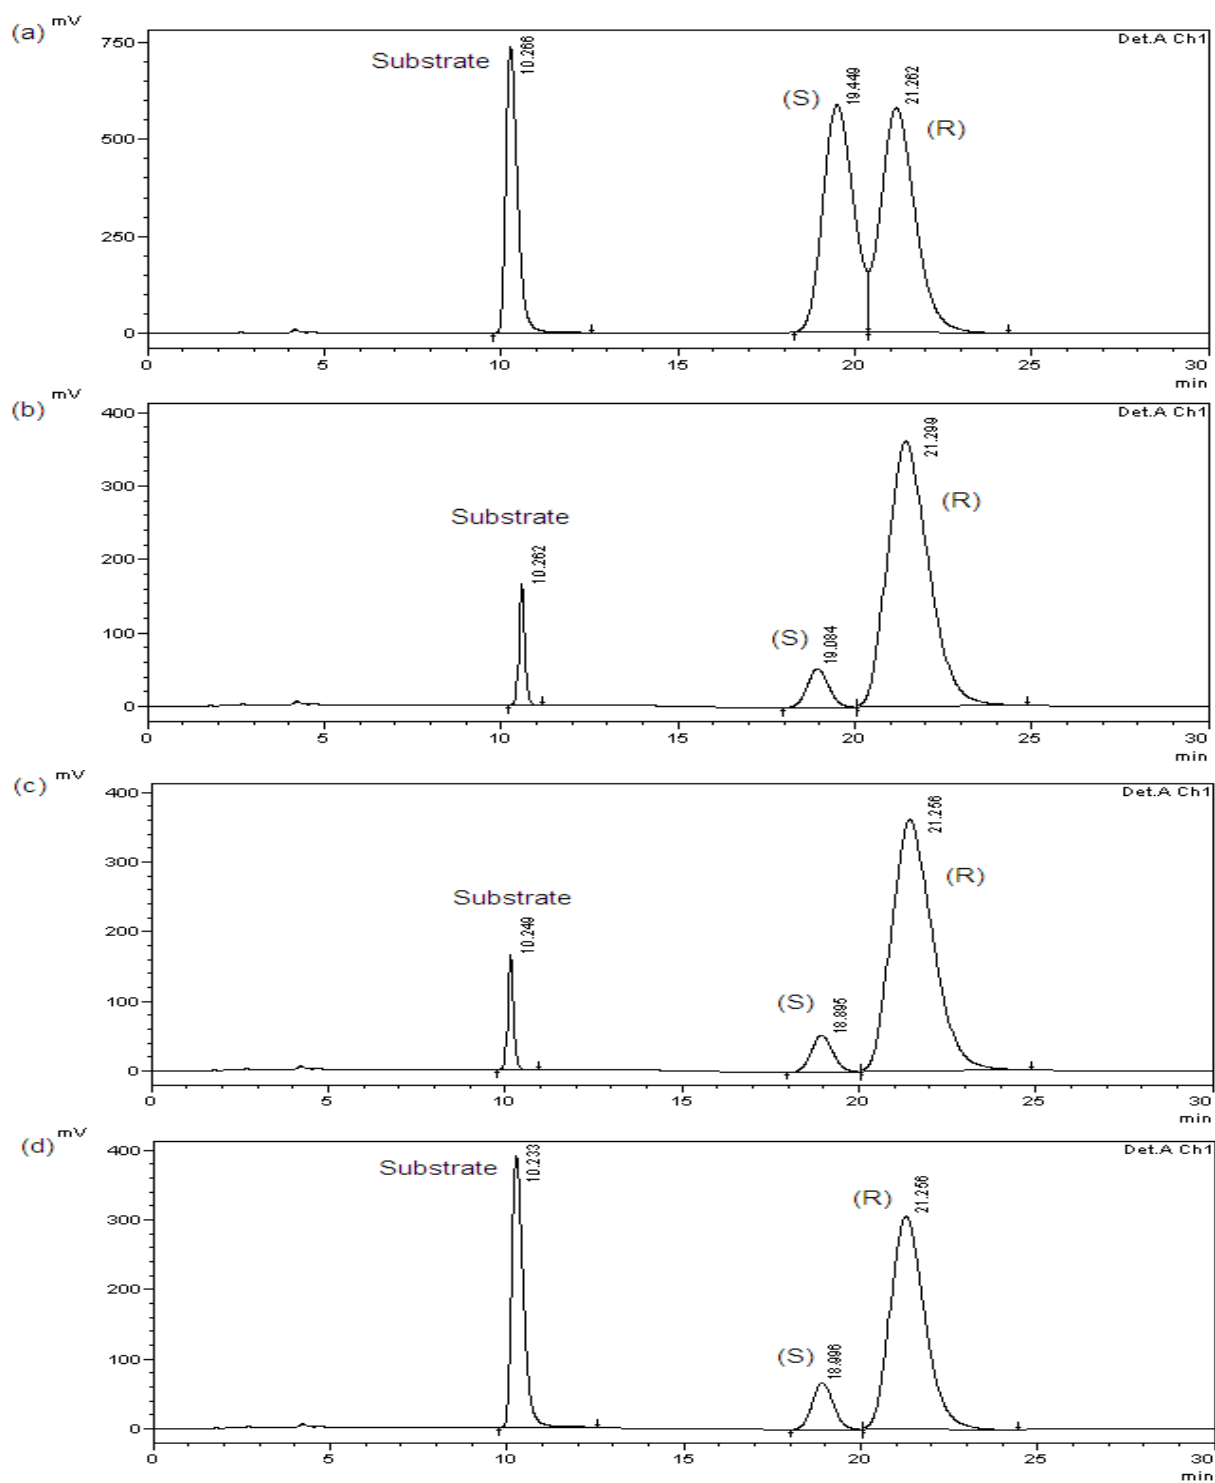 (a) mV
Det.A Ch1
750
500
250
0
Substrate
10.266
(S)
19.449
21.262
(R)
0 5 10 15 20 25 30
min
(b) mV
Det.A Ch1
400
300
200
100
0
Substrate
10.262
(S)
19.084
21.299
(R)
0 5 10 15 20 25 30
min
(c) mV
Det.A Ch1
400
300
200
100
0
Substrate
10.249
(S)
18.895
21.256
(R)
0 5 10 15 20 25 30
min
(d) mV
Det.A Ch1
400
300
200
100
0
Substrate
10.233
(S)
18.996
(R)
21.256
0 5 10 15 20 25 30
min